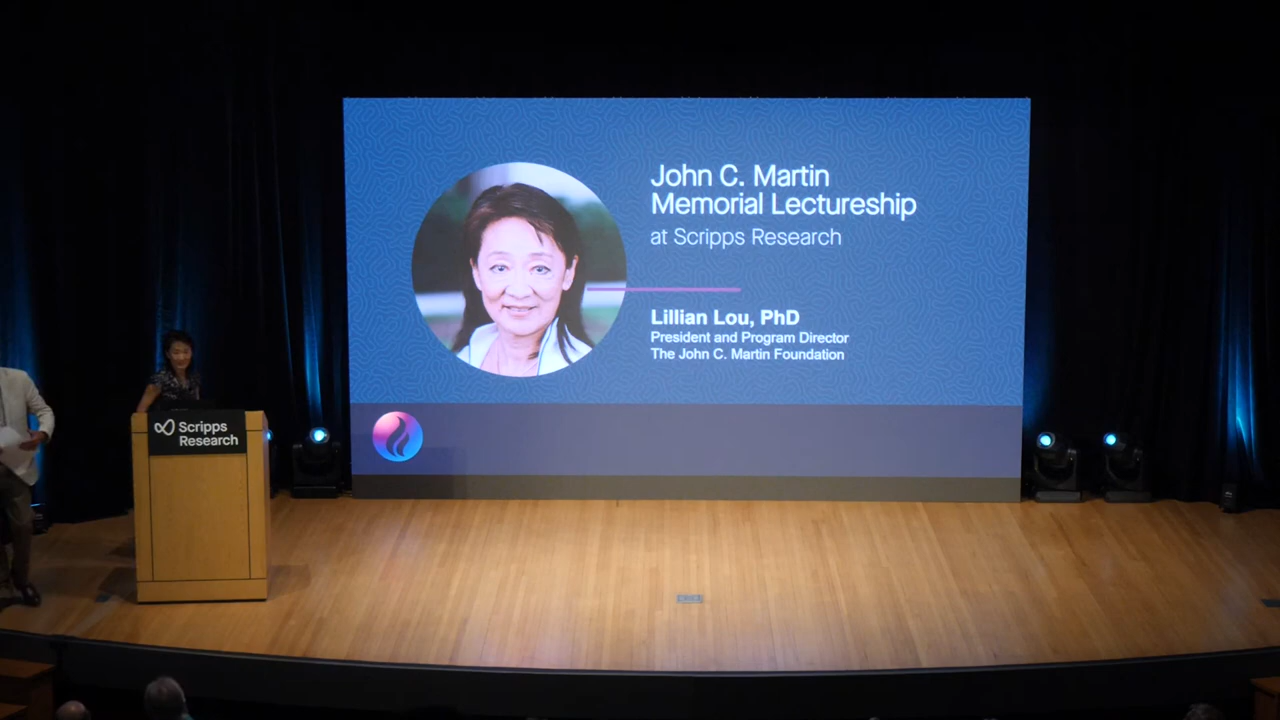 John C. Martin
Memorial Lectureship
at Scripps Research
Lillian Lou, PhD
President and Program Director
The John C. Martin Foundation
Scripps
Research